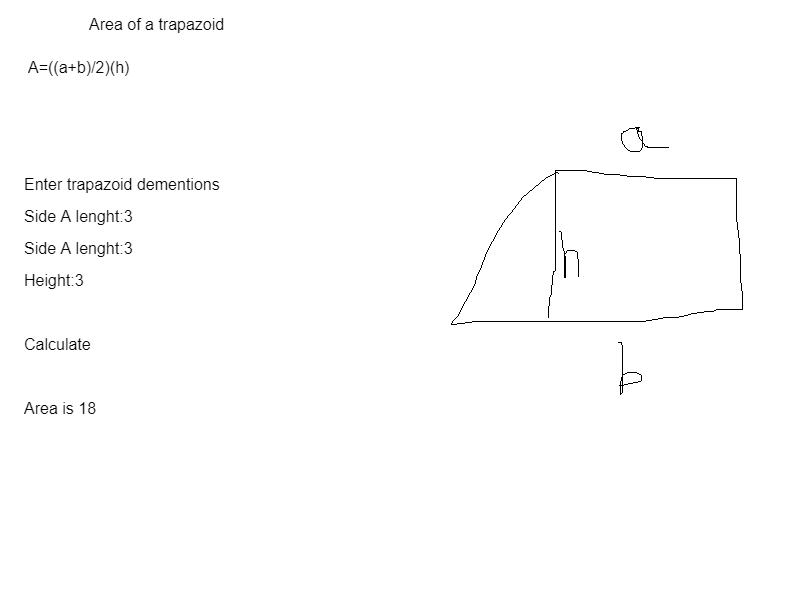 Area of a trapazoid
A=((a+b)/2)(h)
a
Enter trapazoid dementions
Side A lenght:3
Side A lenght:3
Height:3
h
Calculate
b
Area is 18